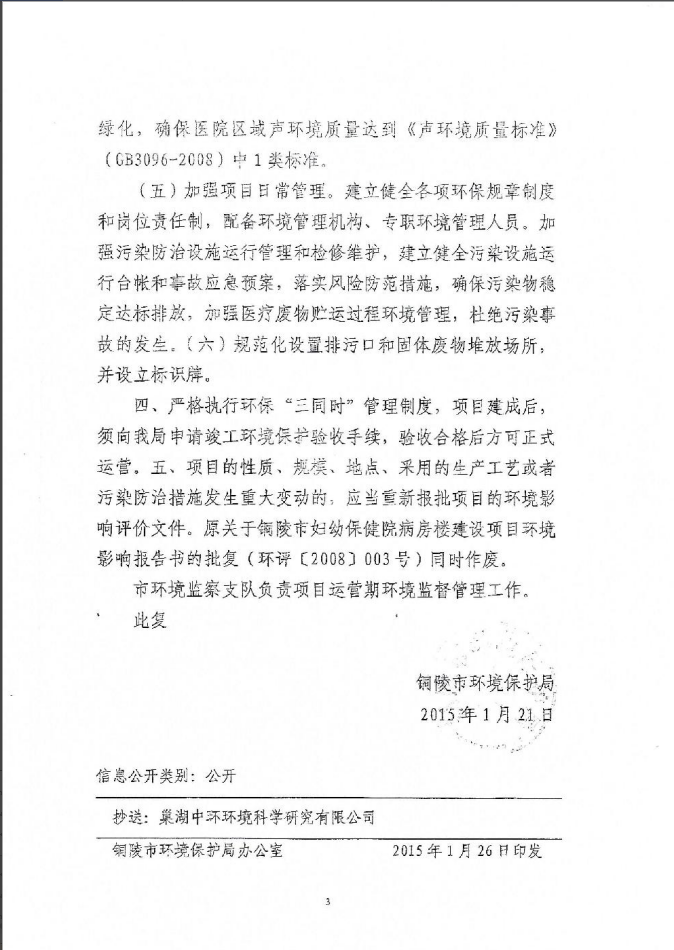 绿化，确保医院区域声环境质量达到《声环境质量标准》
（GB3096-2008）中1类标准。
（五）加强项目日常管理。建立健全各项环保规章制度
和岗位责任制，配备环境管理机构、专职环境管理人员。加
强污染防治设施运行管理和检修维护，建立健全污染设施运
行台帐和事故应急预案，落实风险防范措施，确保污染物稳
定达标排放，加强医疗废物贮运过程环境管理，杜绝污染事
故的发生。（六）规范化设置排污口和固体废物堆放场所，
并设立标识牌。
四、严格执行环保“三同时”管理制度，项目建成后，
须向我局申请竣工环境保护验收手续，验收合格后方可正式
运营。五、项目的性质、规模、地点、采用的生产工艺或者
污染防治措施发生重大变动的，应当重新报批项目的环境影
响评价文件。原关于铜陵市妇幼保健院病房楼建设项目环境
影响报告书的批复（环评〔2008〕003号）同时作废。
市环境监察支队负责项目运营期环境监督管理工作。
此复
铜陵市环境保护局
2015年1月21日
信息公开类别：公开
抄送：巢湖中环环境科学研究有限公司
铜陵市环境保护局办公室 2015年1月26日印发
3